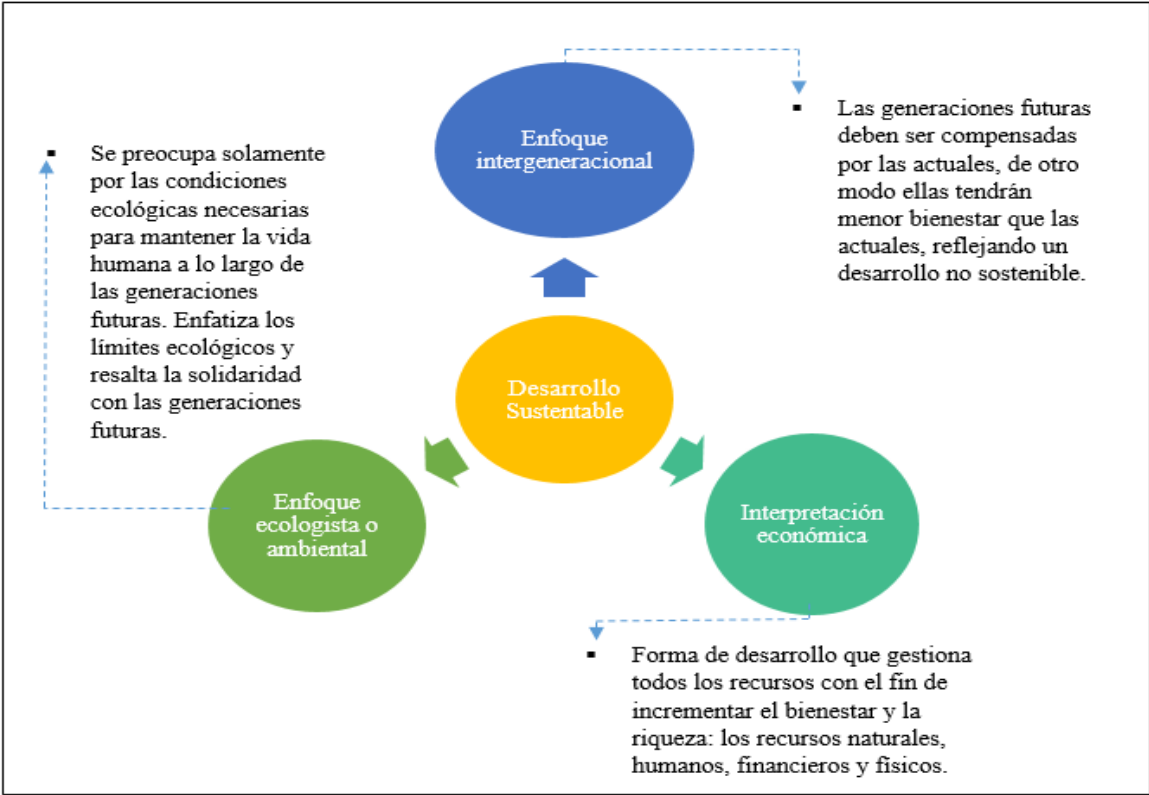 Enfoque
intergeneracional
▪ Las generaciones futuras
deben ser compensadas
por las actuales, de otro
modo ellas tendrán
menor bienestar que las
actuales, reflejando un
desarrollo no sostenible.
▪ Se preocupa solamente
por las condiciones
ecológicas necesarias
para mantener la vida
humana a lo largo de
las generaciones
futuras. Enfatiza los
límites ecológicos y
resalta la solidaridad
con las generaciones
futuras.
Desarrollo
Sustentable
Enfoque
ecologista o
ambiental
Interpretación
económica
▪ Forma de desarrollo que gestiona
todos los recursos con el fin de
incrementar el bienestar y la
riqueza: los recursos naturales,
humanos, financieros y físicos.